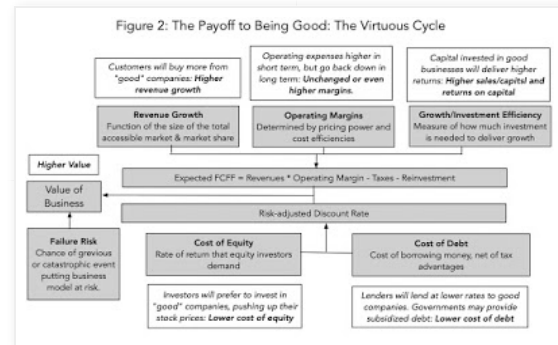 Figure 2: The Payoff to Being Good: The Virtuous Cycle
Customers will buy more from
"good" companies: Higher
revenue growth
Operating expenses higher in
short term, but go back down in
long term: Unchanged or even
higher margins.
Capital invested in good
businesses will deliver higher
returns: Higher sales/capitsl and
returns on capital
Revenue Growth
Function of the size of the total
accessible market & market share
Operating Margins
Determined by pricing power and
cost efficiencies
Growth/Investment Efficiency
Measure of how much investment
is needed to deliver growth
Higher Value
Value of
Business
Expected FCFF = Revenues * Operating Margin - Taxes - Reinvestment
Risk-adjusted Discount Rate
Failure Risk
Chance of grevious
or catastrophic event
putting business
model at risk.
Cost of Equity
Rate of return that equity investors
demand
Cost of Debt
Cost of borrowing money, net of tax
advantages
Investors will prefer to invest in
"good" companies, pushing up their
stock prices: Lower cost of equity
Lenders will lend at lower rates to good
companies. Governments may provide
subsidized debt: Lower cost of debt